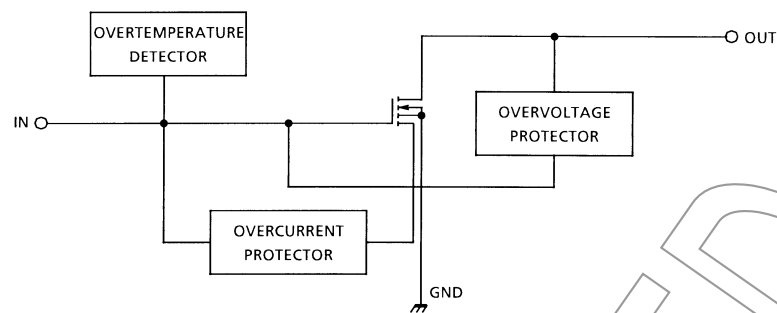 OVERTEMPERATURE
DETECTOR
OUT
IN
OVERVOLTAGE
PROTECTOR
OVERCURRENT
PROTECTOR
GND